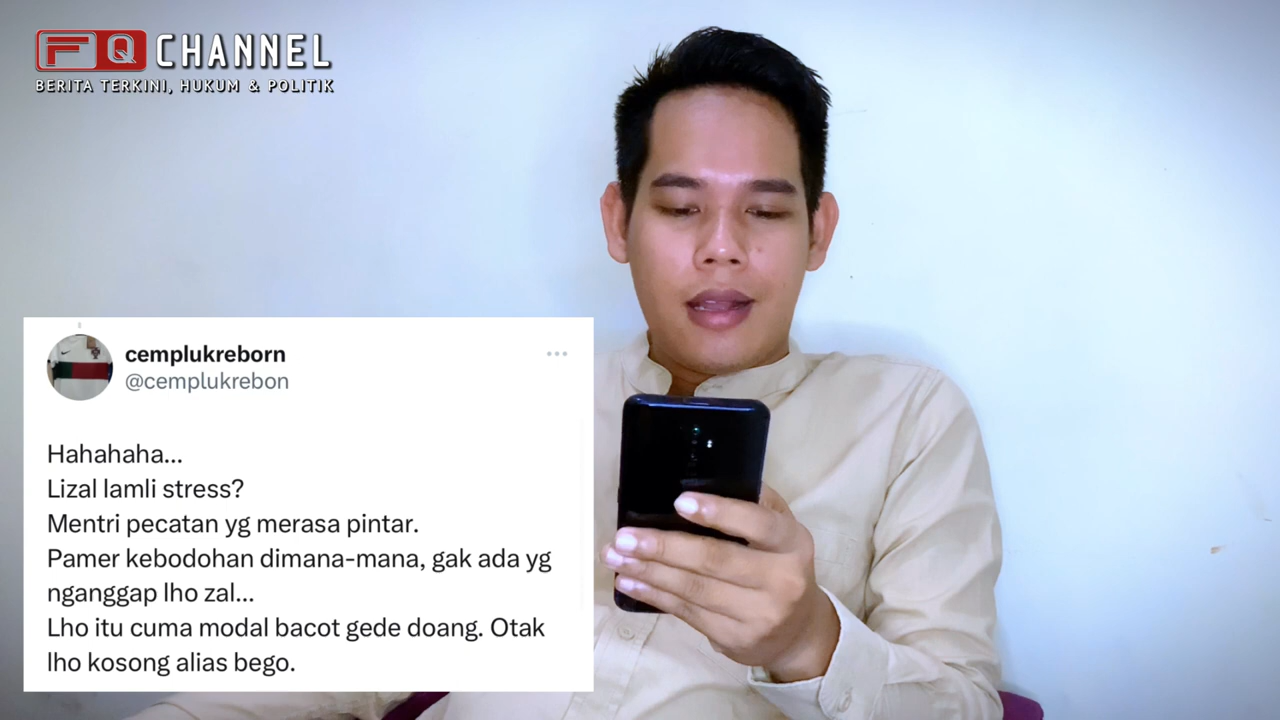 FQ CHANNEL
BERITA TERKINI, HUKUM & POLITIK
cemplukreborn
@cemplukrebon
Hahahaha...
Lizal lamli stress?
Mentri pecatan yg merasa pintar.
Pamer kebodohan dimana-mana, gak ada yg
nganggap lho zal...
Lho itu cuma modal bacot gede doang. Otak
lho kosong alias bego.